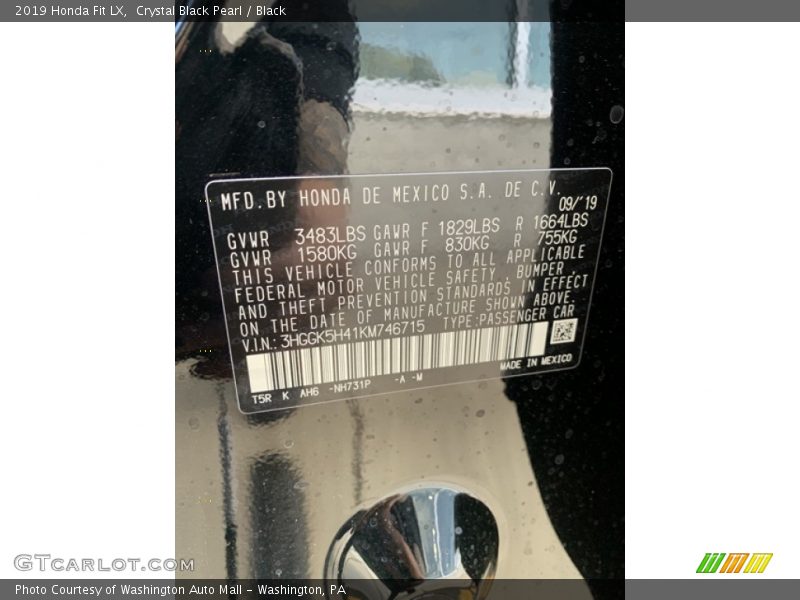 2019 Honda Fit LX, Crystal Black Pearl / Black
MFD. BY HONDA DE MEXICO S.A. DE C.V.
09/'19
GVWR 3483LBS GAWR F 1829LBS R 1664LBS
GVWR 1580KG GAWR F 830KG R 755KG
THIS VEHICLE CONFORMS TO ALL APPLICABLE
FEDERAL MOTOR VEHICLE SAFETY, BUMPER,
AND THEFT PREVENTION STANDARDS IN EFFECT
ON THE DATE OF MANUFACTURE SHOWN ABOVE.
V.I.N.: 3HGGK5H41KM746715 TYPE:PASSENGER CAR
MADE IN MEXICO
T5R K AH6 -NH731P -A -M
GTCarlot.com
Photo Courtesy of Washington Auto Mall - Washington, PA